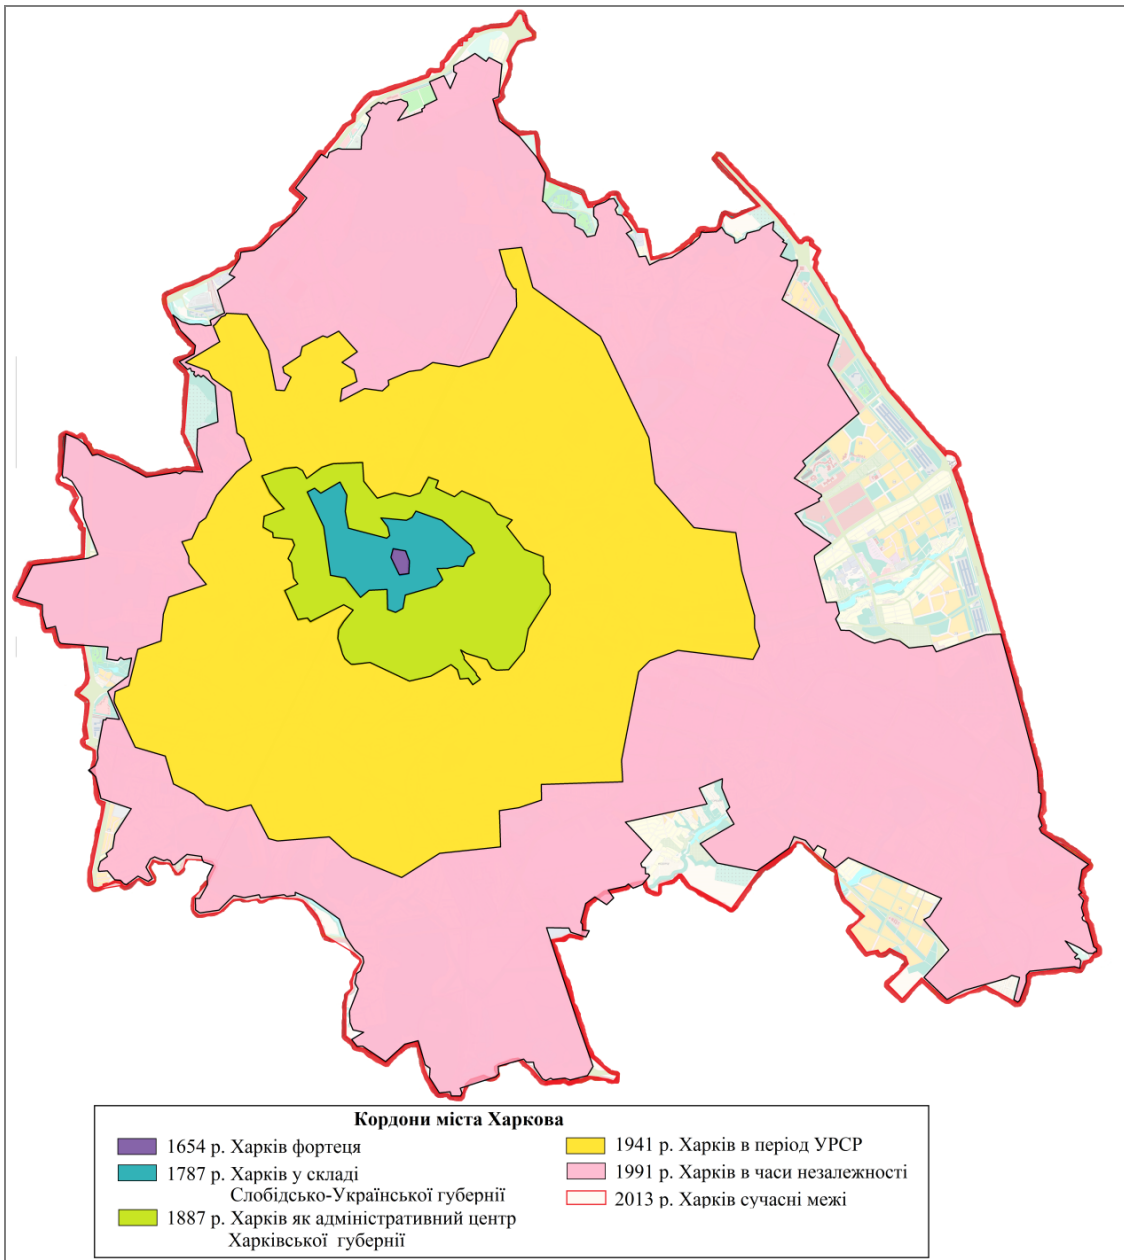 Кордони міста Харкова
1654 р. Харків фортеця
1787 р. Харків у складі
Слобідсько-Української губернії
1887 р. Харків як адміністративний центр
Харківської губернії
1941 р. Харків в період УРСР
1991 р. Харків в часи незалежності
2013 р. Харків сучасні межі